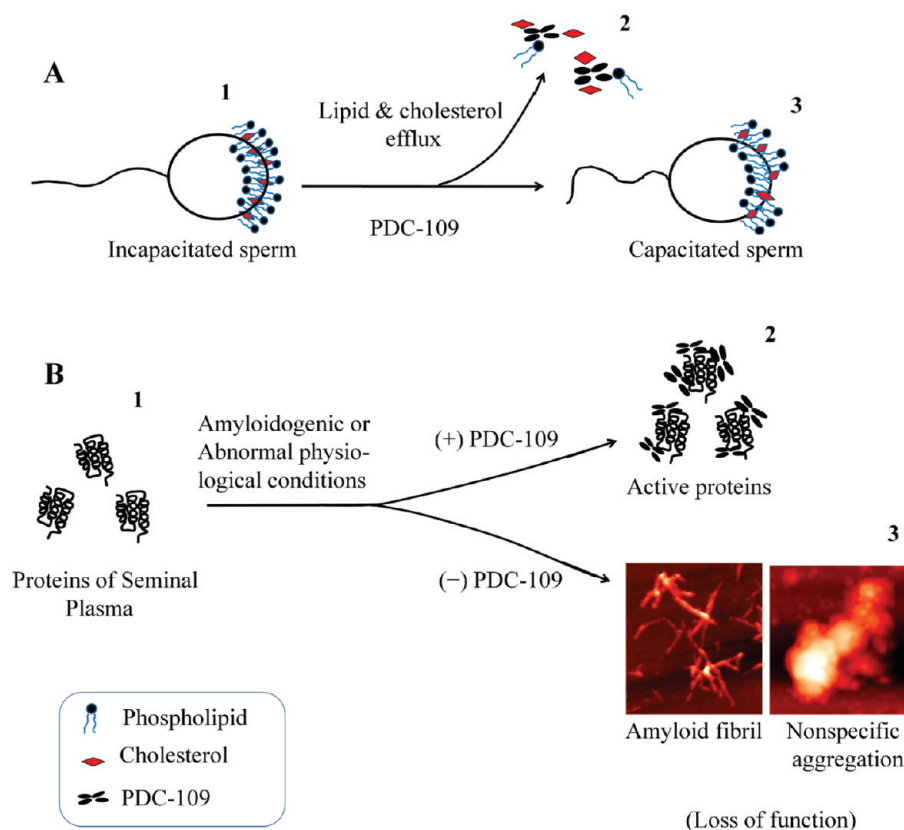 A
1
2
3
Lipid & cholesterol
efflux
PDC-109
Incapacitated sperm
Capacitated sperm
B
1
2
3
Amyloidogenic or
Abnormal physio-
logical conditions
(+) PDC-109
Active proteins
Proteins of Seminal
Plasma
(−) PDC-109
Amyloid fibril
Nonspecific
aggregation
(Loss of function)
Phospholipid
Cholesterol
PDC-109